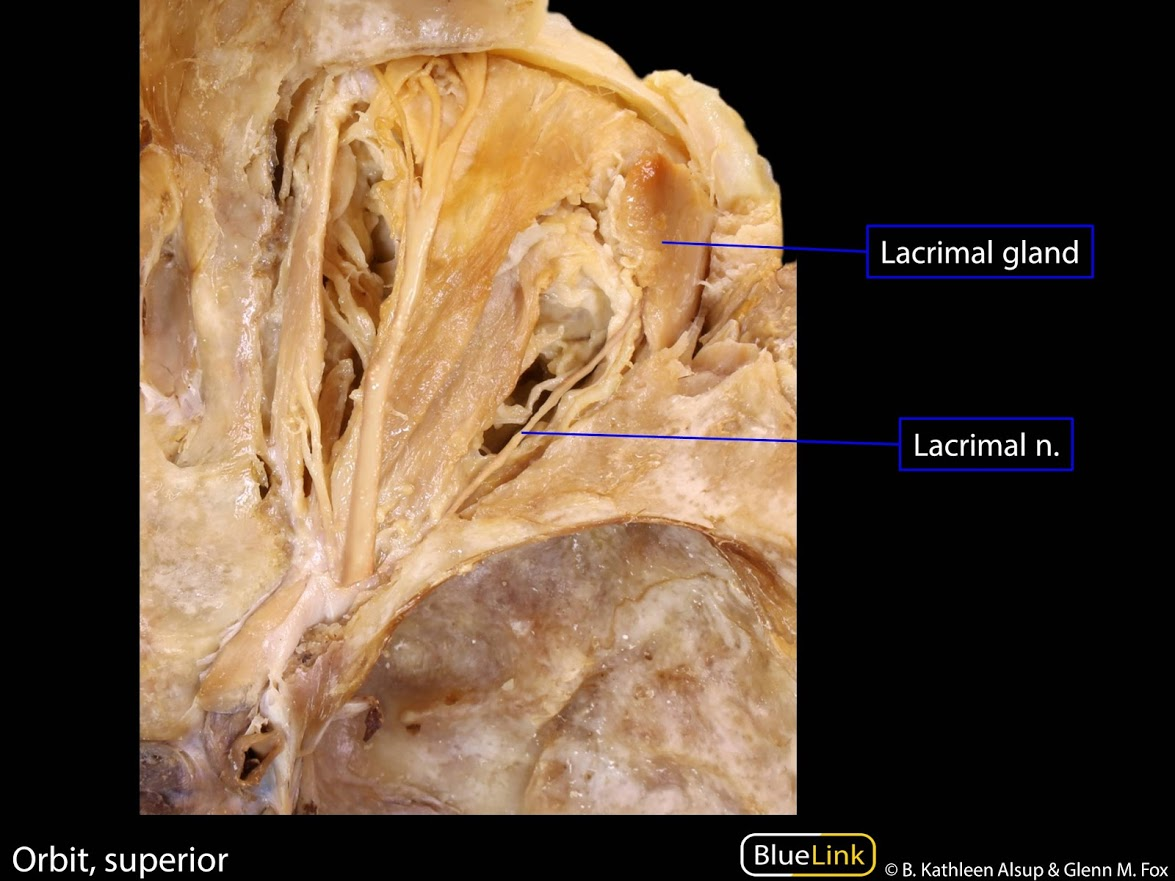 Lacrimal gland
Lacrimal n.
Orbit, superior
BlueLink
© B. Kathleen Alsup & Glenn M. Fox